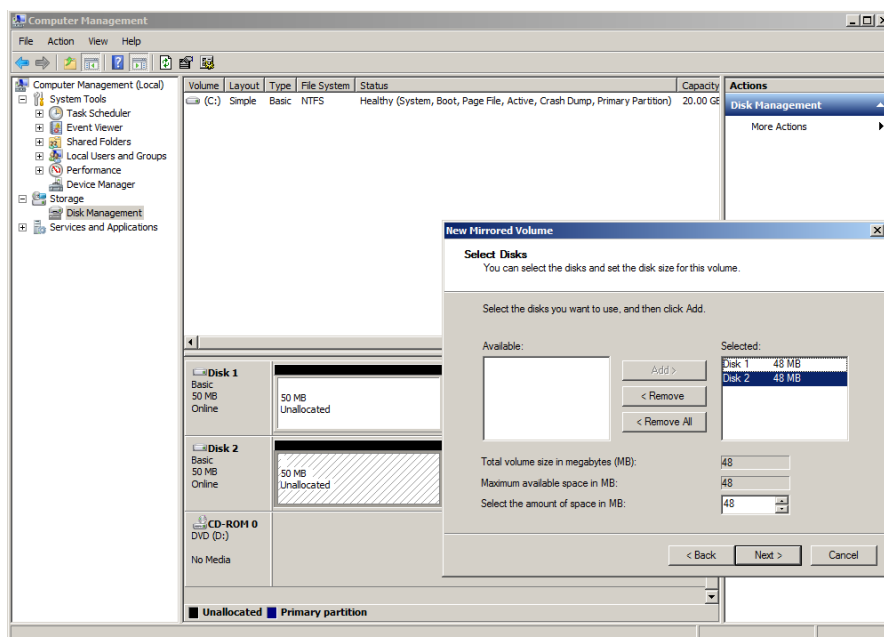 Computer Management
File Action View Help
Computer Management (Local)
System Tools
Task Scheduler
Event Viewer
Shared Folders
Local Users and Groups
Performance
Device Manager
Storage
Disk Management
Services and Applications
Volume Layout Type File System Status Capacity
(C:) Simple Basic NTFS Healthy (System, Boot, Page File, Active, Crash Dump, Primary Partition) 20.00 GB
Actions
Disk Management
More Actions
Disk 1
Basic
50 MB
Online
50 MB
Unallocated
Disk 2
Basic
50 MB
Online
50 MB
Unallocated
CD-ROM 0
DVD (D:)
No Media
Unallocated Primary partition
New Mirrored Volume
Select Disks
You can select the disks and set the disk size for this volume.
Select the disks you want to use, and then click Add.
Available: Selected:
Disk 1 48 MB
Disk 2 48 MB
Add >
< Remove
< Remove All
Total volume size in megabytes (MB): 48
Maximum available space in MB: 48
Select the amount of space in MB: 48
< Back Next > Cancel